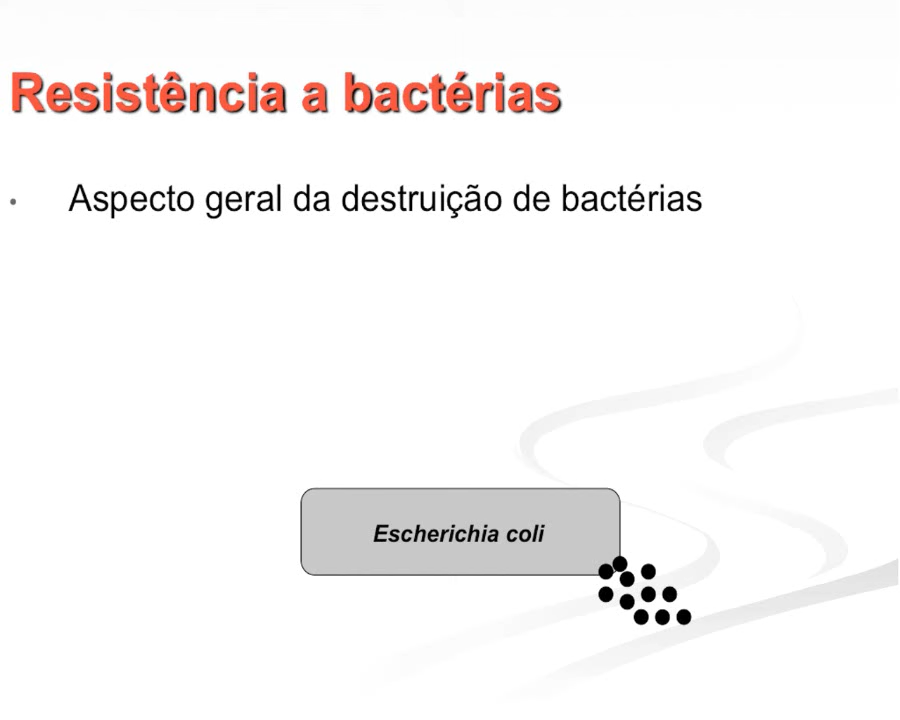 Resistência a bactérias
• Aspecto geral da destruição de bactérias
Escherichia coli